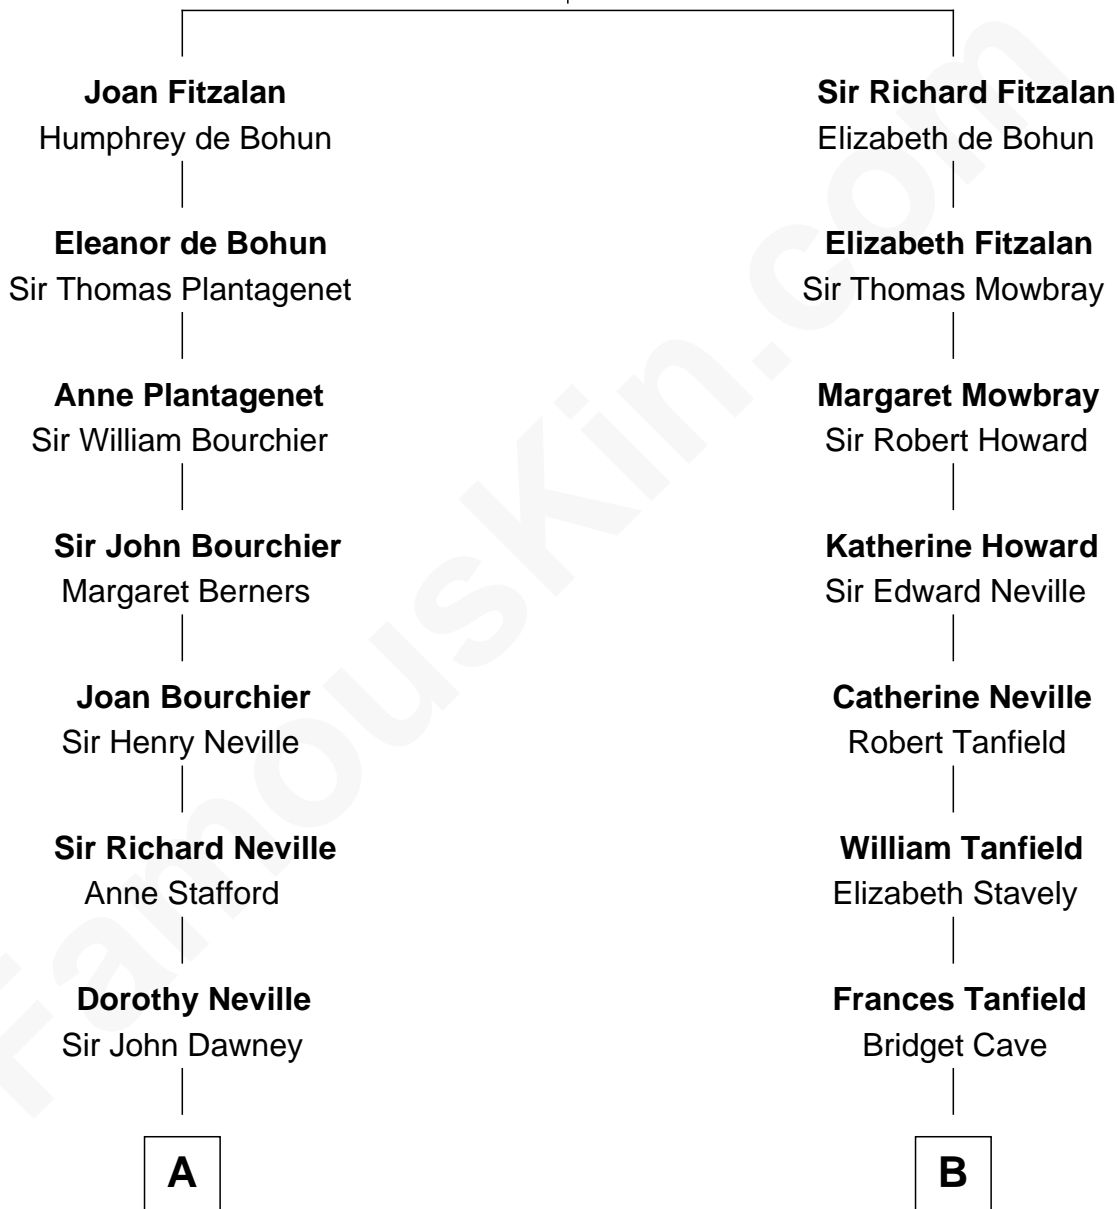 Joan Fitzalan
Humphrey de Bohun
Sir Richard Fitzalan
Elizabeth de Bohun
Eleanor de Bohun
Sir Thomas Plantagenet
Elizabeth Fitzalan
Sir Thomas Mowbray
Anne Plantagenet
Sir William Bourchier
Margaret Mowbray
Sir Robert Howard
Sir John Bourchier
Margaret Berners
Katherine Howard
Sir Edward Neville
Joan Bourchier
Sir Henry Neville
Catherine Neville
Robert Tanfield
Sir Richard Neville
Anne Stafford
William Tanfield
Elizabeth Stavely
Dorothy Neville
Sir John Dawney
Frances Tanfield
Bridget Cave
A
B
FamousKin.com